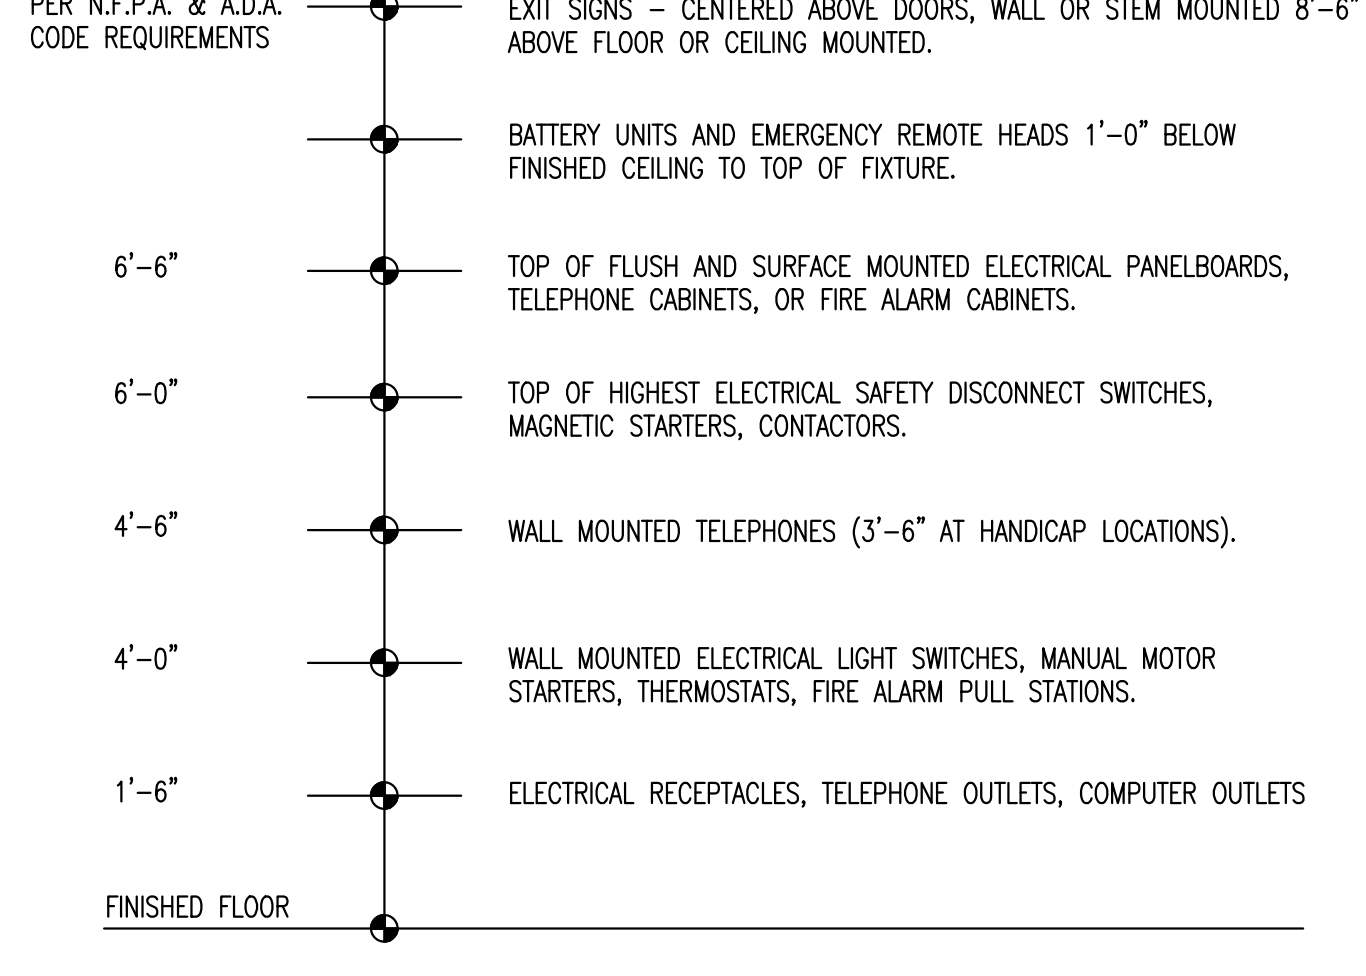 PER N.F.P.A. & A.D.A.
CODE REQUIREMENTS
EXIT SIGNS – CENTERED ABOVE DOORS, WALL OR STEM MOUNTED 8'–6"
ABOVE FLOOR OR CEILING MOUNTED.
BATTERY UNITS AND EMERGENCY REMOTE HEADS 1'–0" BELOW
FINISHED CEILING TO TOP OF FIXTURE.
6'–6"
TOP OF FLUSH AND SURFACE MOUNTED ELECTRICAL PANELBOARDS,
TELEPHONE CABINETS, OR FIRE ALARM CABINETS.
6'–0"
TOP OF HIGHEST ELECTRICAL SAFETY DISCONNECT SWITCHES,
MAGNETIC STARTERS, CONTACTORS.
4'–6"
WALL MOUNTED TELEPHONES (3'–6" AT HANDICAP LOCATIONS).
4'–0"
WALL MOUNTED ELECTRICAL LIGHT SWITCHES, MANUAL MOTOR
STARTERS, THERMOSTATS, FIRE ALARM PULL STATIONS.
1'–6"
ELECTRICAL RECEPTACLES, TELEPHONE OUTLETS, COMPUTER OUTLETS
FINISHED FLOOR